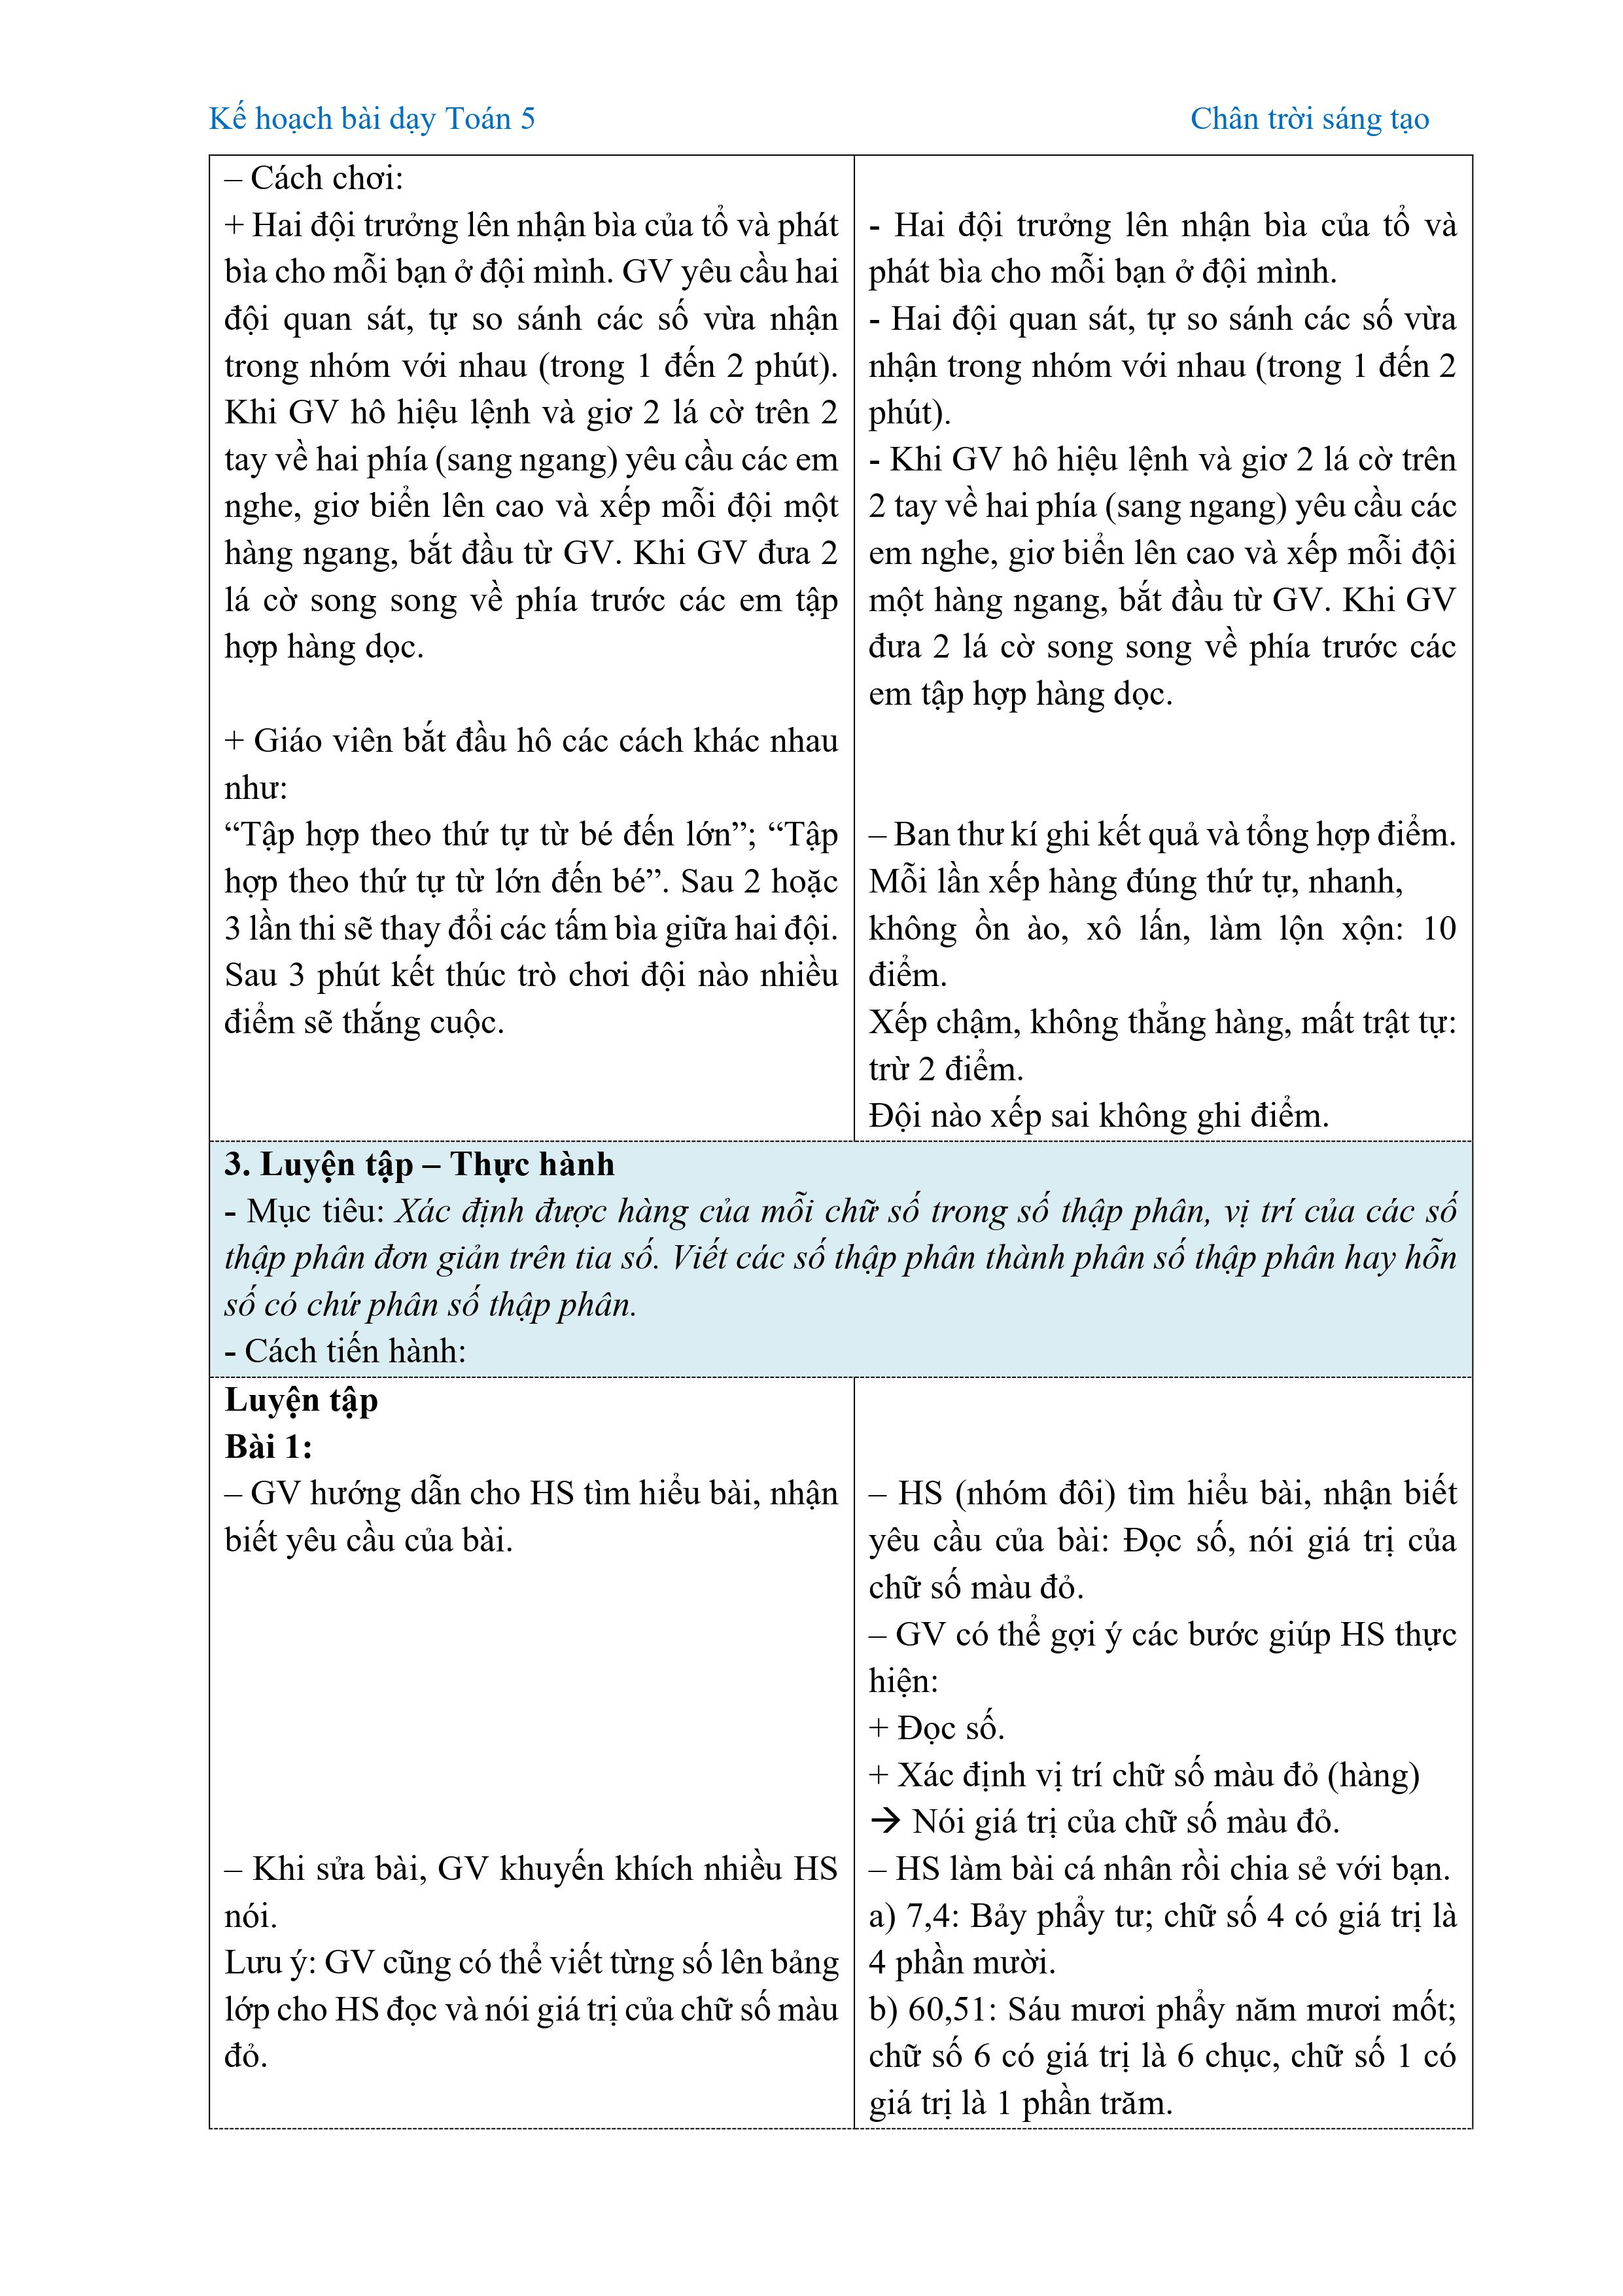 Kế hoạch bài dạy Toán 5
Chân trời sáng tạo
– Cách chơi:
+ Hai đội trưởng lên nhận bìa của tổ và phát
bìa cho mỗi bạn ở đội mình. GV yêu cầu hai
đội quan sát, tự so sánh các số vừa nhận
trong nhóm với nhau (trong 1 đến 2 phút).
Khi GV hô hiệu lệnh và giơ 2 lá cờ trên 2
tay về hai phía (sang ngang) yêu cầu các em
nghe, giơ biển lên cao và xếp mỗi đội một
hàng ngang, bắt đầu từ GV. Khi GV đưa 2
lá cờ song song về phía trước các em tập
hợp hàng dọc.
+ Giáo viên bắt đầu hô các cách khác nhau
như:
“Tập hợp theo thứ tự từ bé đến lớn”; “Tập
hợp theo thứ tự từ lớn đến bé”. Sau 2 hoặc
3 lần thi sẽ thay đổi các tấm bìa giữa hai đội.
Sau 3 phút kết thúc trò chơi đội nào nhiều
điểm sẽ thắng cuộc.
- Hai đội trưởng lên nhận bìa của tổ và
phát bìa cho mỗi bạn ở đội mình.
- Hai đội quan sát, tự so sánh các số vừa
nhận trong nhóm với nhau (trong 1 đến 2
phút).
- Khi GV hô hiệu lệnh và giơ 2 lá cờ trên
2 tay về hai phía (sang ngang) yêu cầu các
em nghe, giơ biển lên cao và xếp mỗi đội
một hàng ngang, bắt đầu từ GV. Khi GV
đưa 2 lá cờ song song về phía trước các
em tập hợp hàng dọc.
– Ban thư kí ghi kết quả và tổng hợp điểm.
Mỗi lần xếp hàng đúng thứ tự, nhanh,
không ồn ào, xô lấn, làm lộn xộn: 10
điểm.
Xếp chậm, không thẳng hàng, mất trật tự:
trừ 2 điểm.
Đội nào xếp sai không ghi điểm.
3. Luyện tập – Thực hành
- Mục tiêu: Xác định được hàng của mỗi chữ số trong số thập phân, vị trí của các số
thập phân đơn giản trên tia số. Viết các số thập phân thành phân số thập phân hay hỗn
số có chứ phân số thập phân.
- Cách tiến hành:
Luyện tập
Bài 1:
– GV hướng dẫn cho HS tìm hiểu bài, nhận
biết yêu cầu của bài.
– Khi sửa bài, GV khuyến khích nhiều HS
nói.
Lưu ý: GV cũng có thể viết từng số lên bảng
lớp cho HS đọc và nói giá trị của chữ số màu
đỏ.
– HS (nhóm đôi) tìm hiểu bài, nhận biết
yêu cầu của bài: Đọc số, nói giá trị của
chữ số màu đỏ.
– GV có thể gợi ý các bước giúp HS thực
hiện:
+ Đọc số.
+ Xác định vị trí chữ số màu đỏ (hàng)
→ Nói giá trị của chữ số màu đỏ.
– HS làm bài cá nhân rồi chia sẻ với bạn.
a) 7,4: Bảy phẩy tư; chữ số 4 có giá trị là
4 phần mười.
b) 60,51: Sáu mươi phẩy năm mươi mốt;
chữ số 6 có giá trị là 6 chục, chữ số 1 có
giá trị là 1 phần trăm.